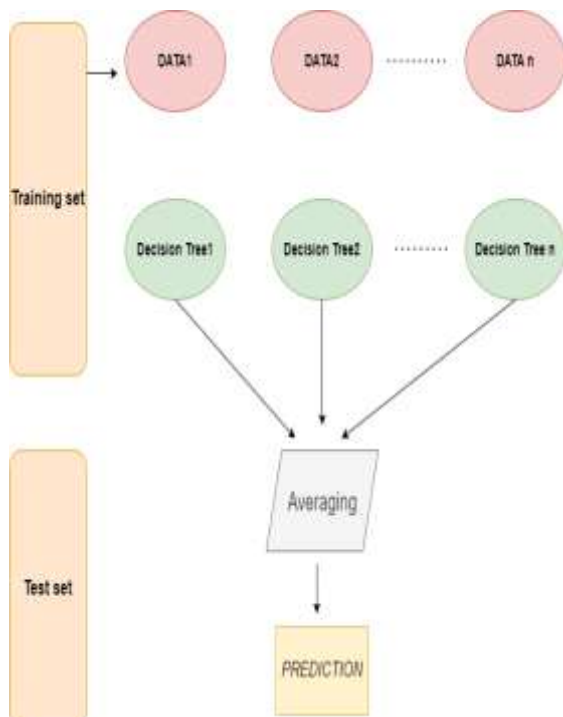 DATA1
DATA2
DATA n
Training set
Decision Tree1
Decision Tree2
Decision Tree n
Averaging
Test set
PREDICTION